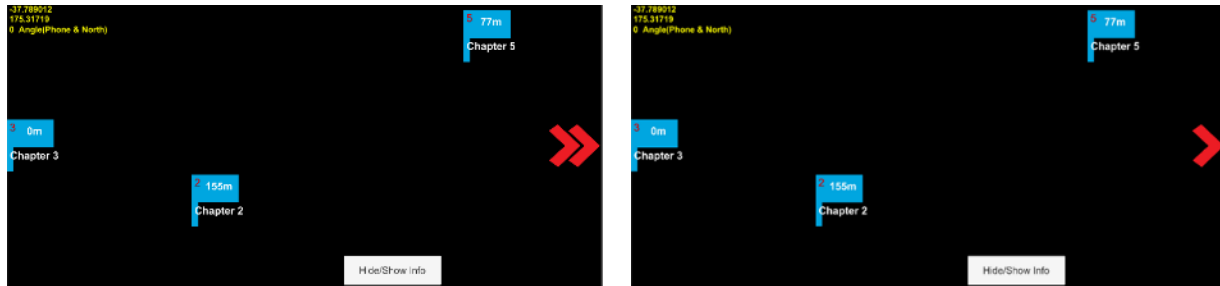 -37.789012
175.31719
0 Angle(Phone & North)
5 77m
Chapter 5
3 0m
Chapter 3
2 155m
Chapter 2
Hide/Show Info
-37.789012
175.31719
0 Angle(Phone & North)
5 77m
Chapter 5
3 0m
Chapter 3
2 155m
Chapter 2
Hide/Show Info